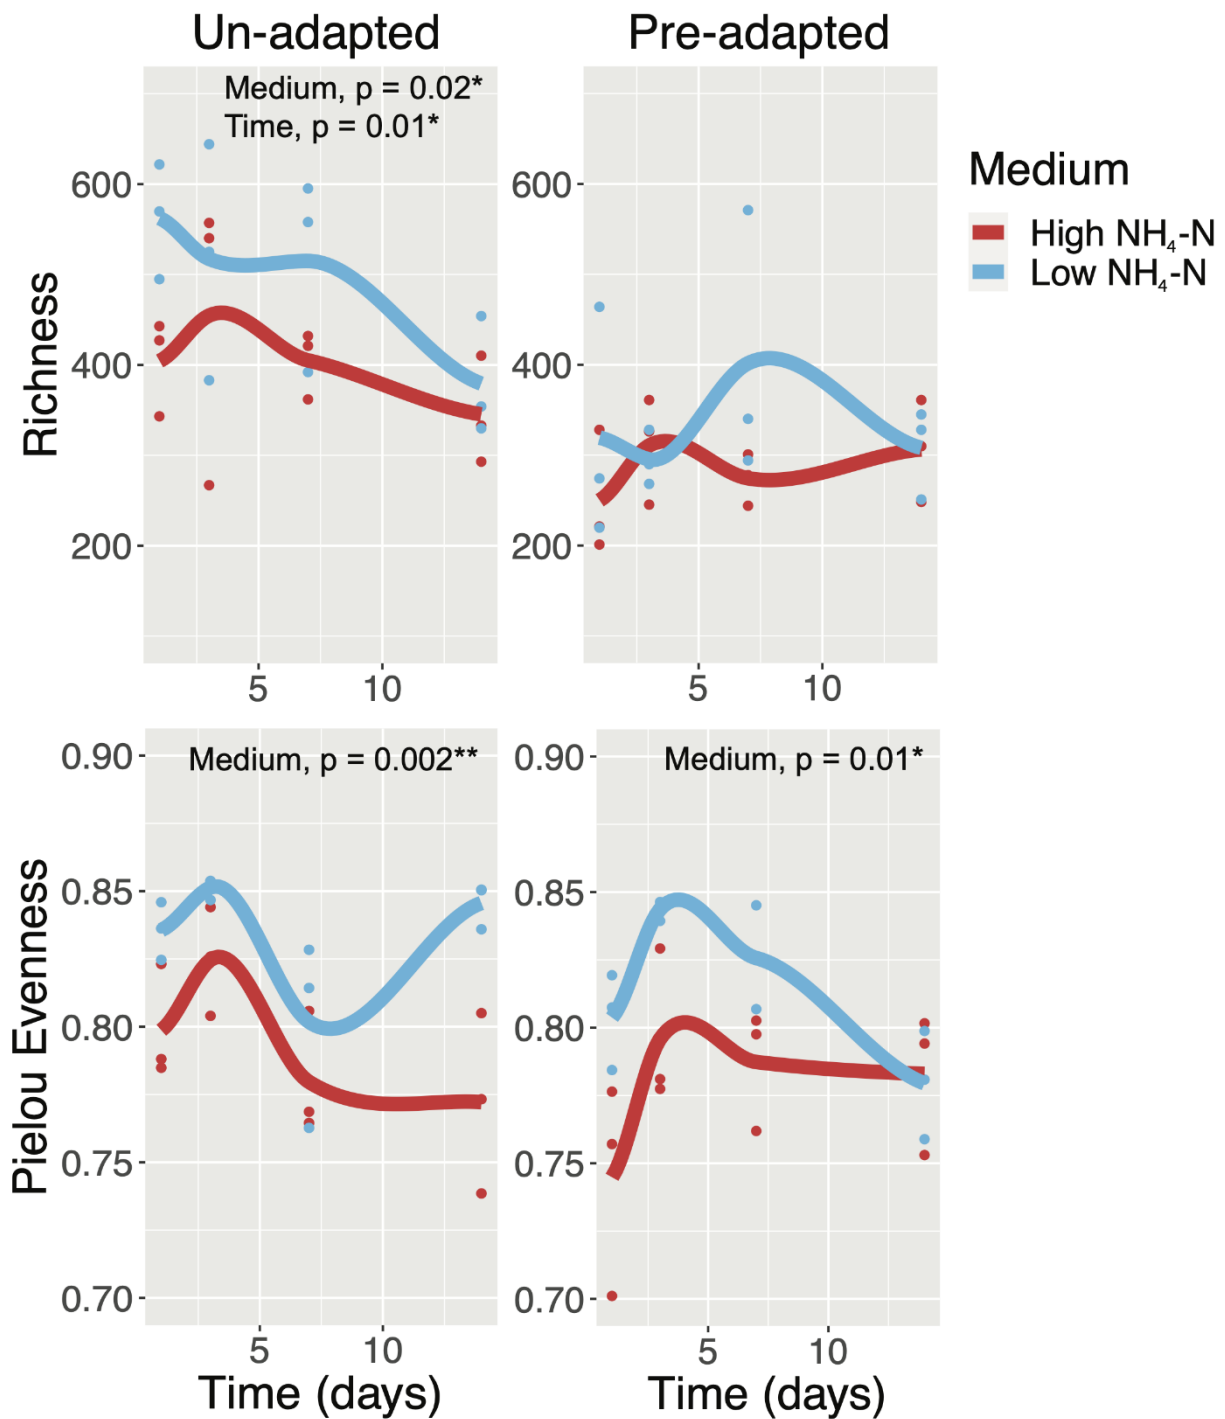 Un-adapted
Pre-adapted
Medium, p = 0.02*
Time, p = 0.01*
Richness
600
400
200
5 10
600
400
200
5 10
Medium
High NH₄-N
Low NH₄-N
Medium, p = 0.002**
Pielou Evenness
0.90
0.85
0.80
0.75
0.70
5 10
Time (days)
Medium, p = 0.01*
0.90
0.85
0.80
0.75
0.70
5 10
Time (days)